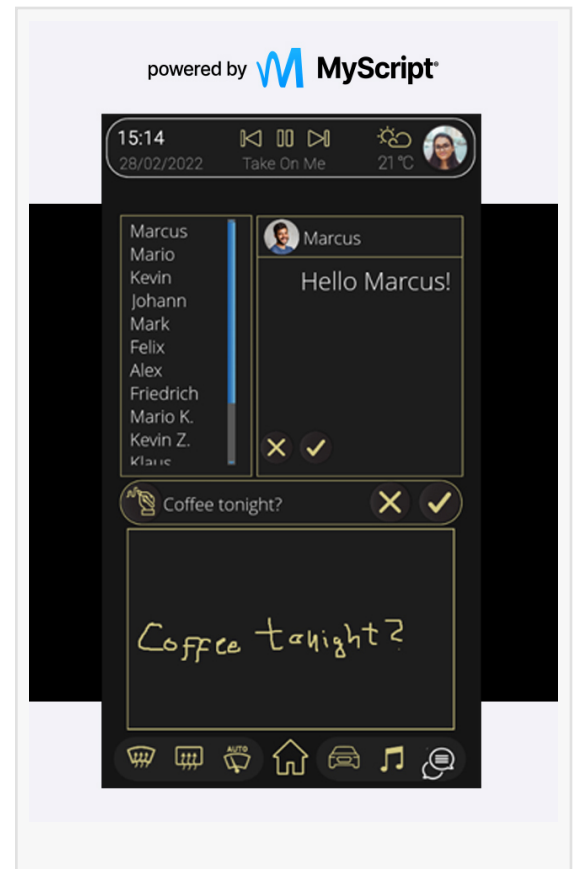 powered by MyScript
15:14
28/02/2022
Take On Me
21 °C
Marcus
Mario
Kevin
Johann
Mark
Felix
Alex
Friedrich
Mario K.
Kevin Z.
Klaus
Marcus
Hello Marcus!
Coffee tonight?
Coffee tonight?
AUTO